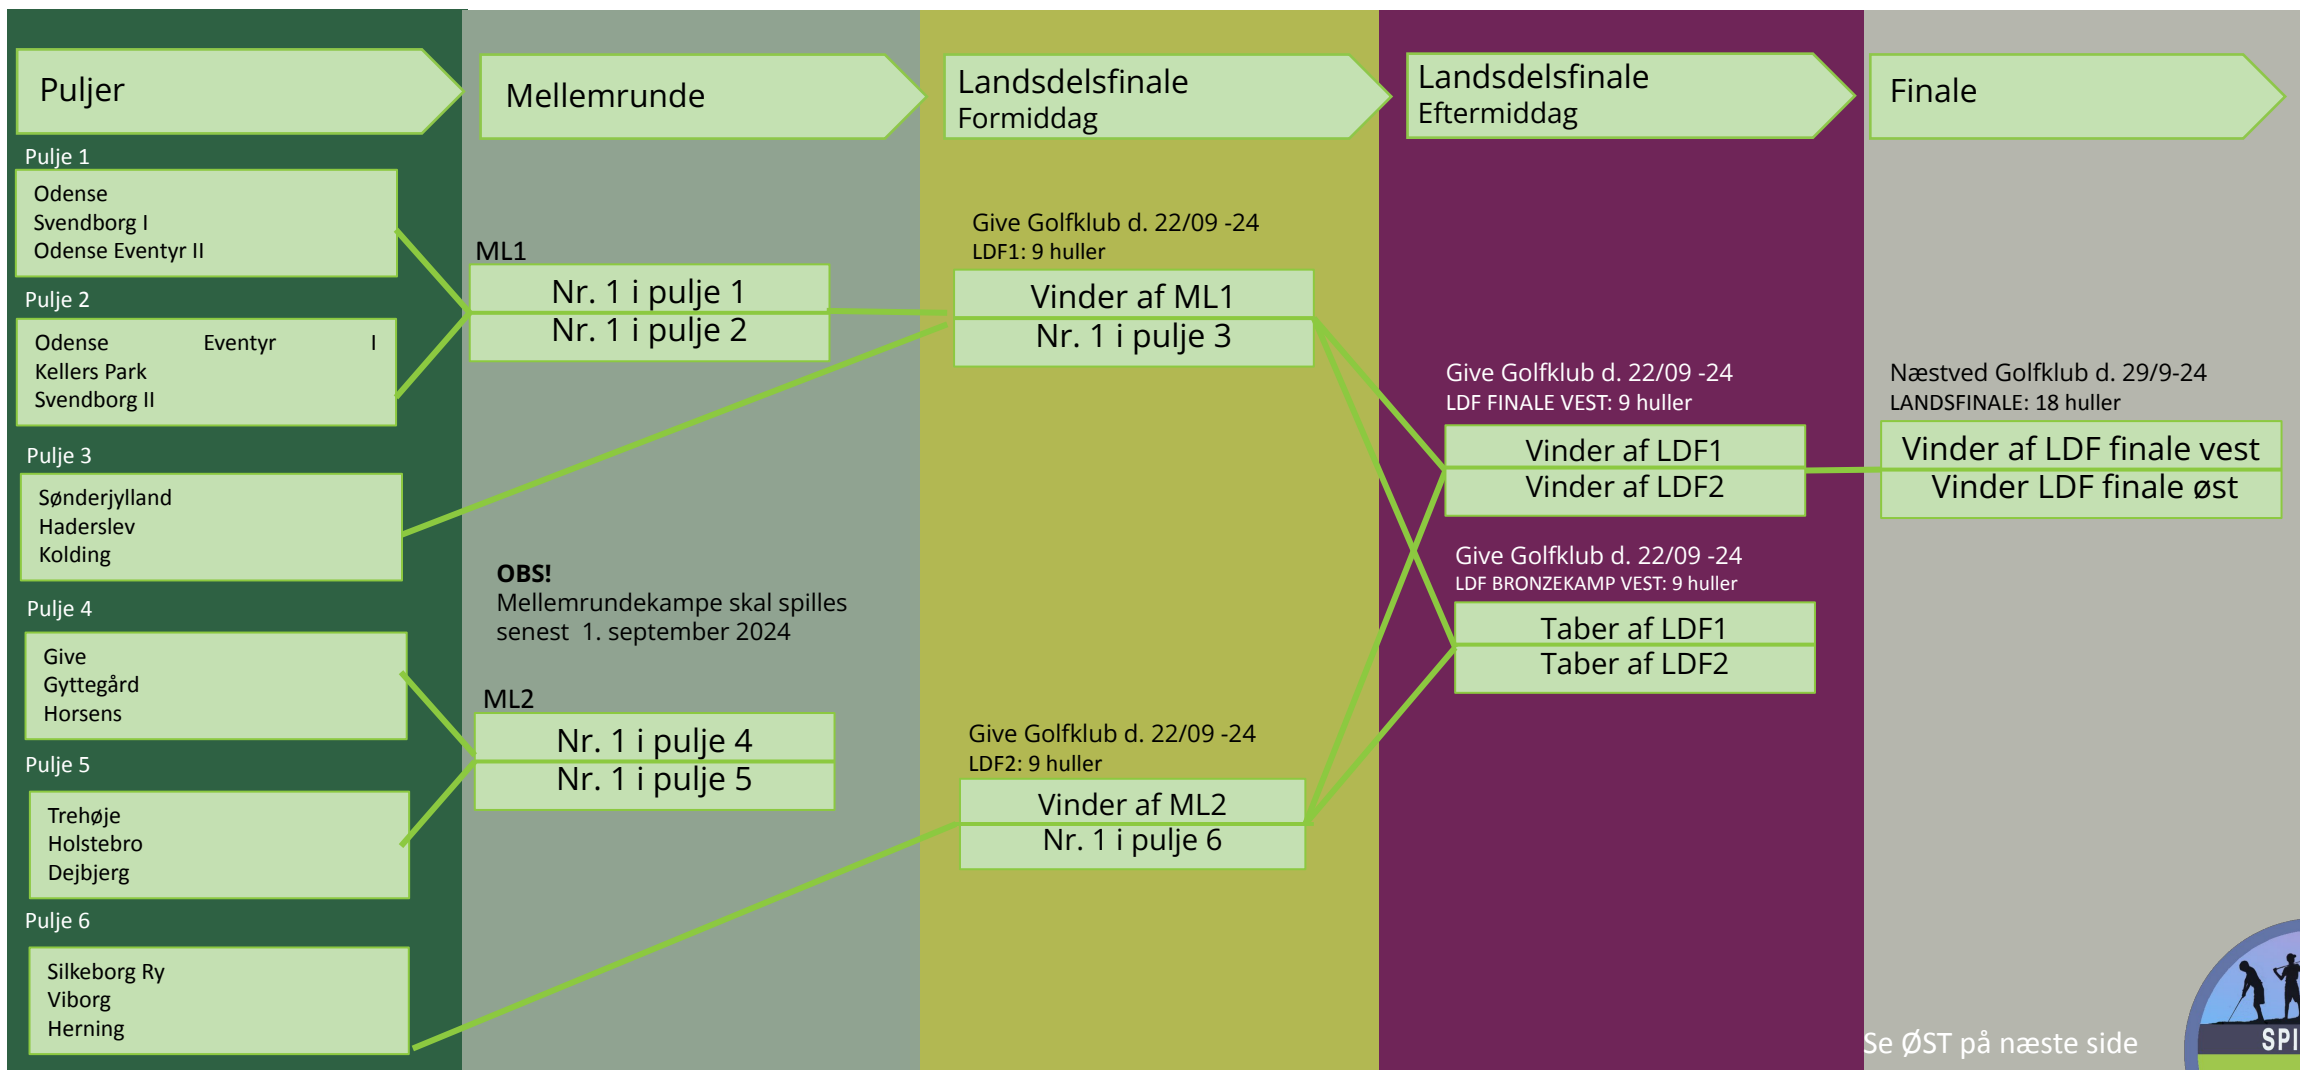 Puljer
Mellemrunde
Landsdelsfinale
Formiddag
Landsdelsfinale
Eftermiddag
Finale
Pulje 1
Odense
Svendborg I
Odense Eventyr II
Pulje 2
Odense Eventyr I
Kellers Park
Svendborg II
Pulje 3
Sønderjylland
Haderslev
Kolding
Pulje 4
Give
Gyttegård
Horsens
Pulje 5
Trehøje
Holstebro
Dejbjerg
Pulje 6
Silkeborg Ry
Viborg
Herning
ML1
Nr. 1 i pulje 1
Nr. 1 i pulje 2
OBS!
Mellemrundekampe skal spilles
senest 1. september 2024
ML2
Nr. 1 i pulje 4
Nr. 1 i pulje 5
Give Golfklub d. 22/09 -24
LDF1: 9 huller
Vinder af ML1
Nr. 1 i pulje 3
Give Golfklub d. 22/09 -24
LDF2: 9 huller
Vinder af ML2
Nr. 1 i pulje 6
Give Golfklub d. 22/09 -24
LDF FINALE VEST: 9 huller
Vinder af LDF1
Vinder af LDF2
Give Golfklub d. 22/09 -24
LDF BRONZEKAMP VEST: 9 huller
Taber af LDF1
Taber af LDF2
Næstved Golfklub d. 29/9-24
LANDSFINALE: 18 huller
Vinder af LDF finale vest
Vinder LDF finale øst
Se ØST på næste side
SPI